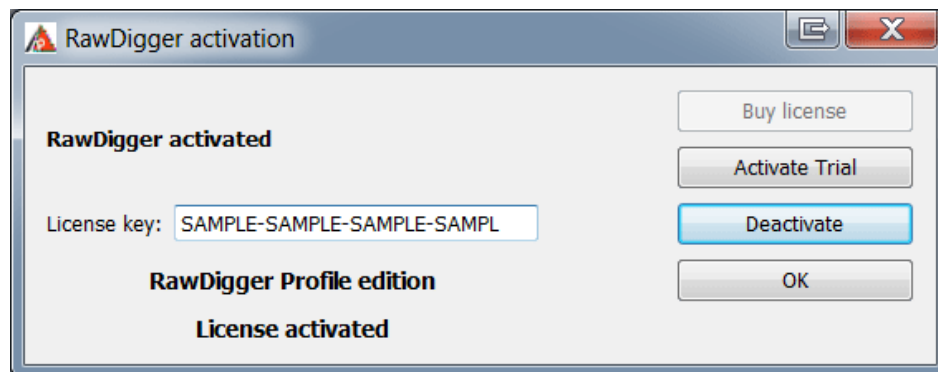 RawDigger activation
Buy license
RawDigger activated
Activate Trial
License key: SAMPLE-SAMPLE-SAMPLE-SAMPL
Deactivate
RawDigger Profile edition
OK
License activated